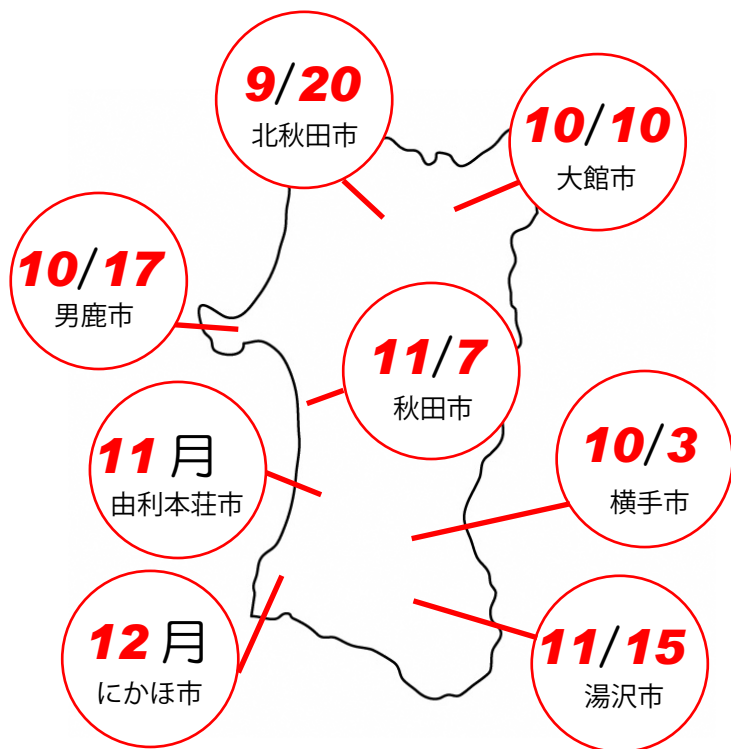 9/20
北秋田市
10/10
大館市
10/17
男鹿市
11/7
秋田市
11月
由利本荘市
10/3
横手市
12月
にかほ市
11/15
湯沢市